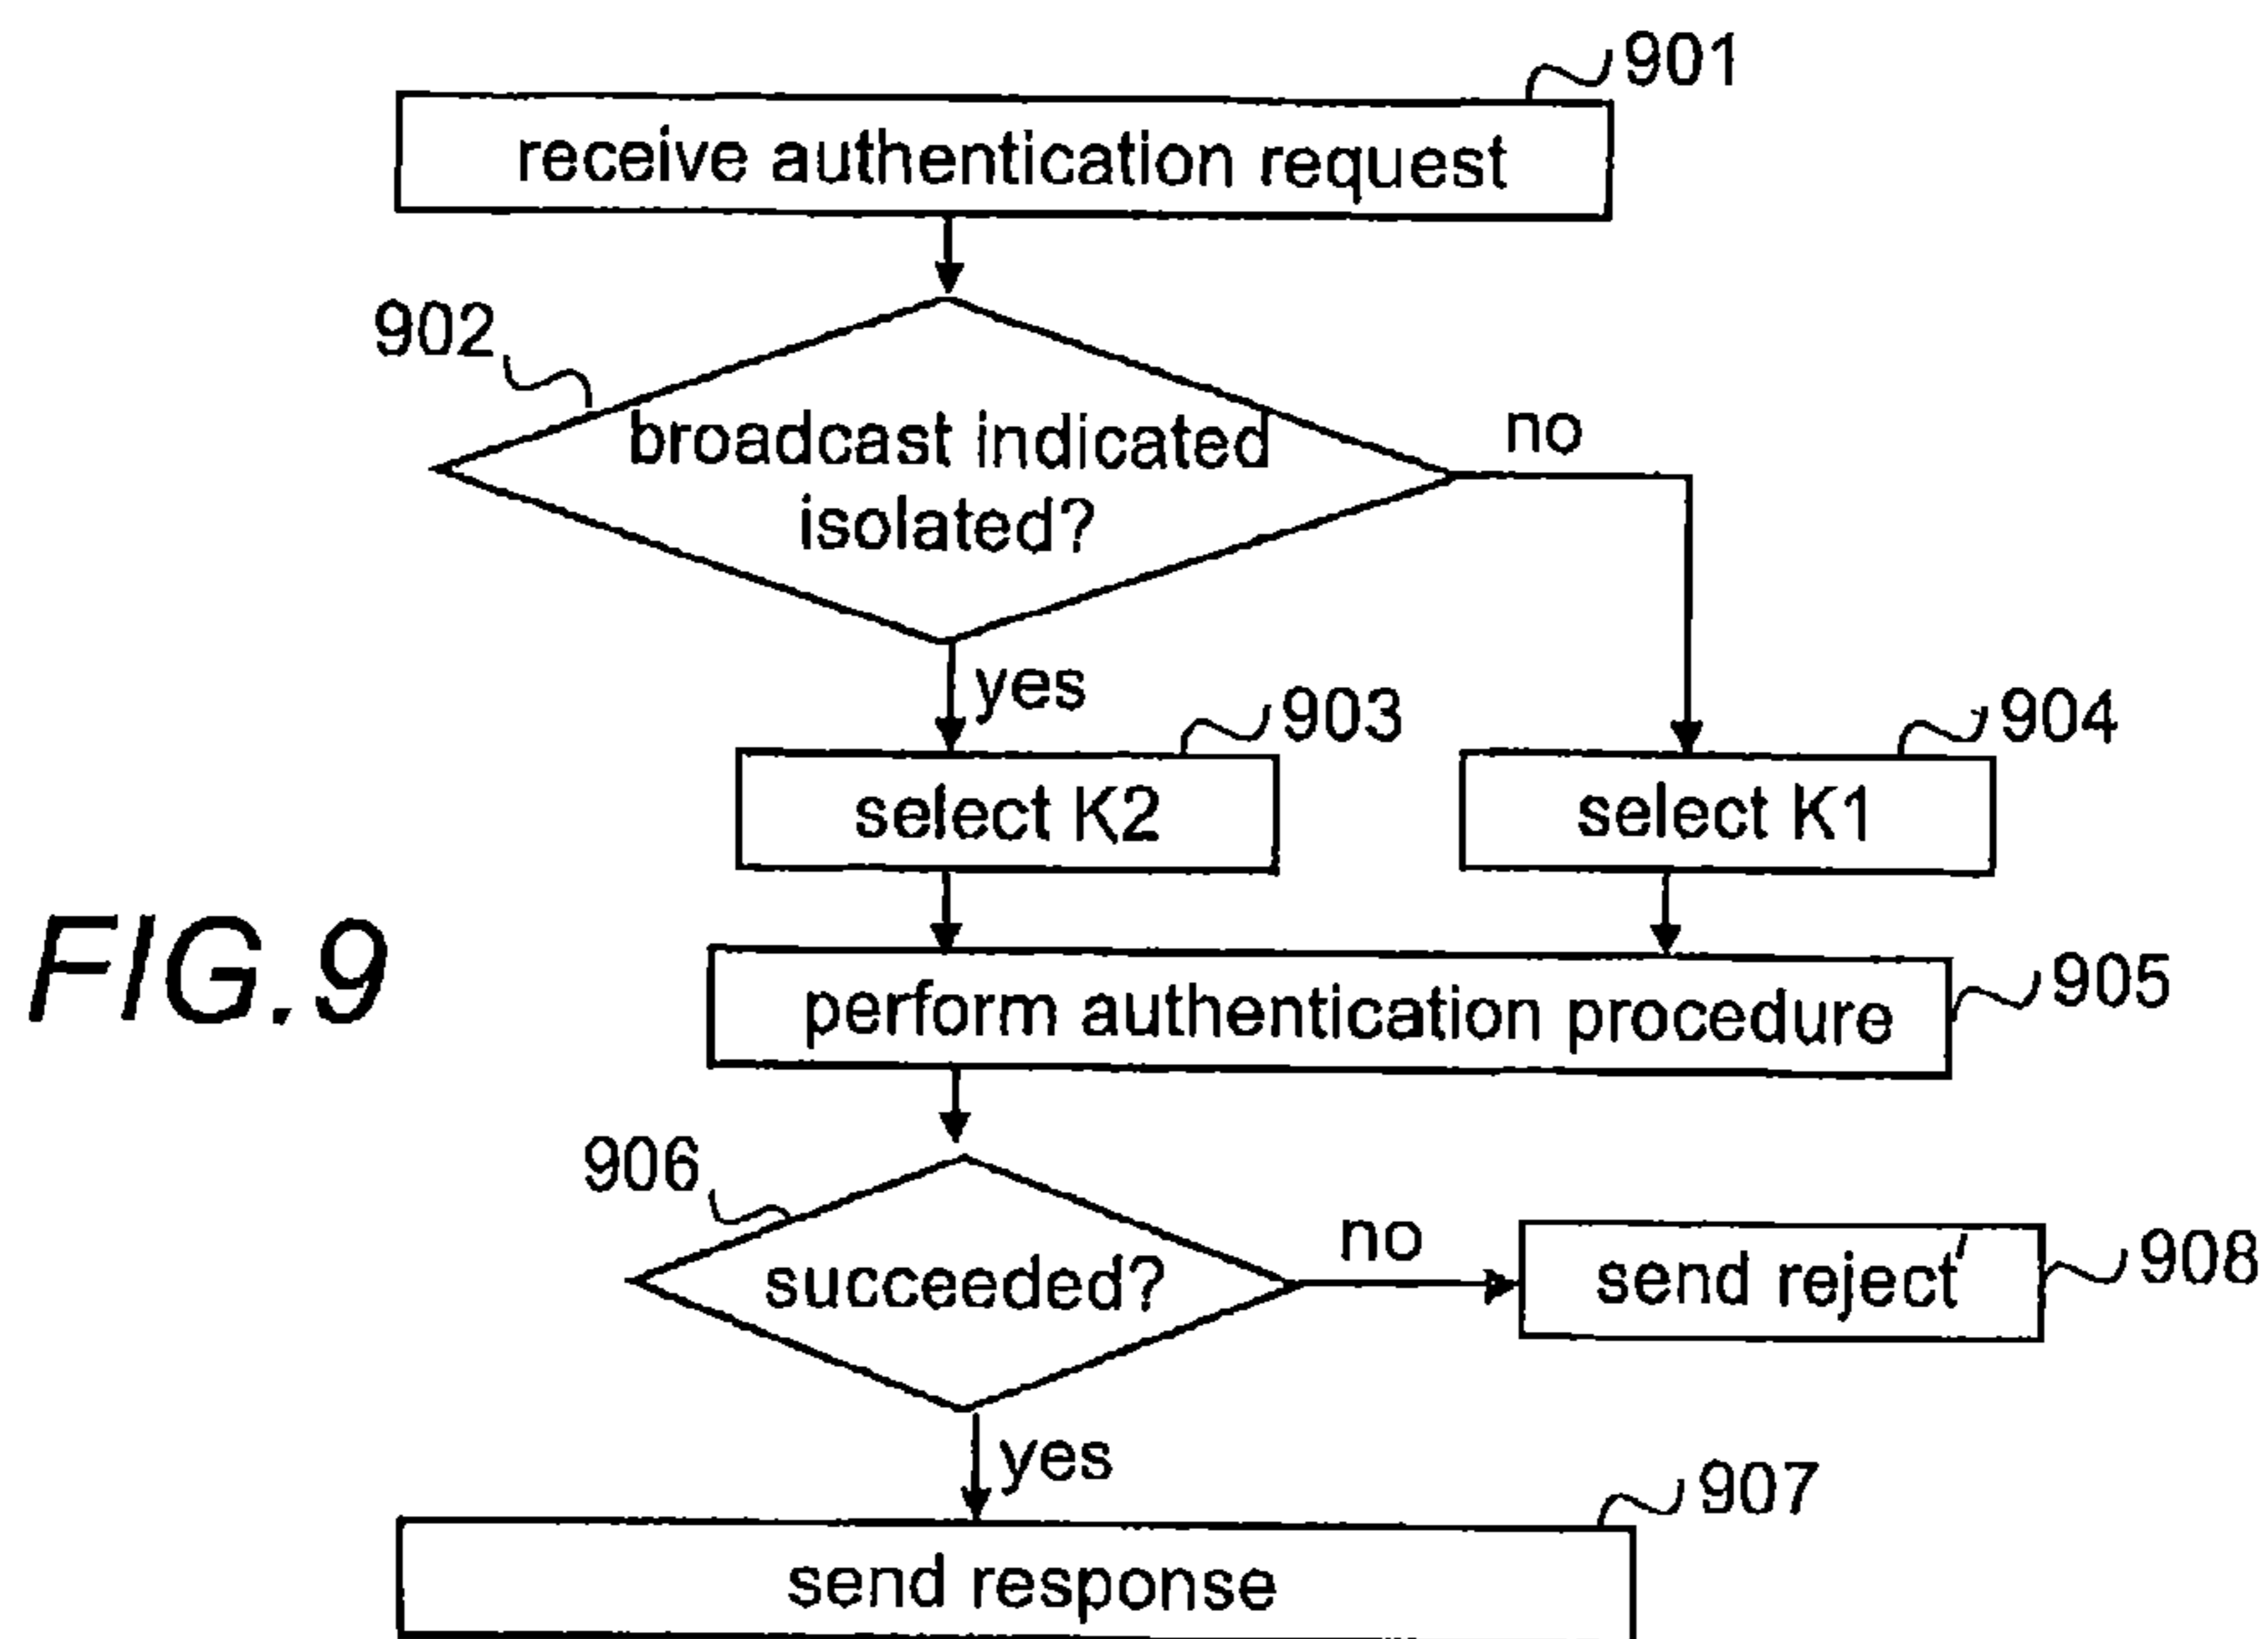 901
receive authentication request
902
broadcast indicated
isolated?
no
yes
903
904
select K2
select K1
FIG.9
perform authentication procedure
905
906
succeeded?
no
send reject
908
yes
907
send response